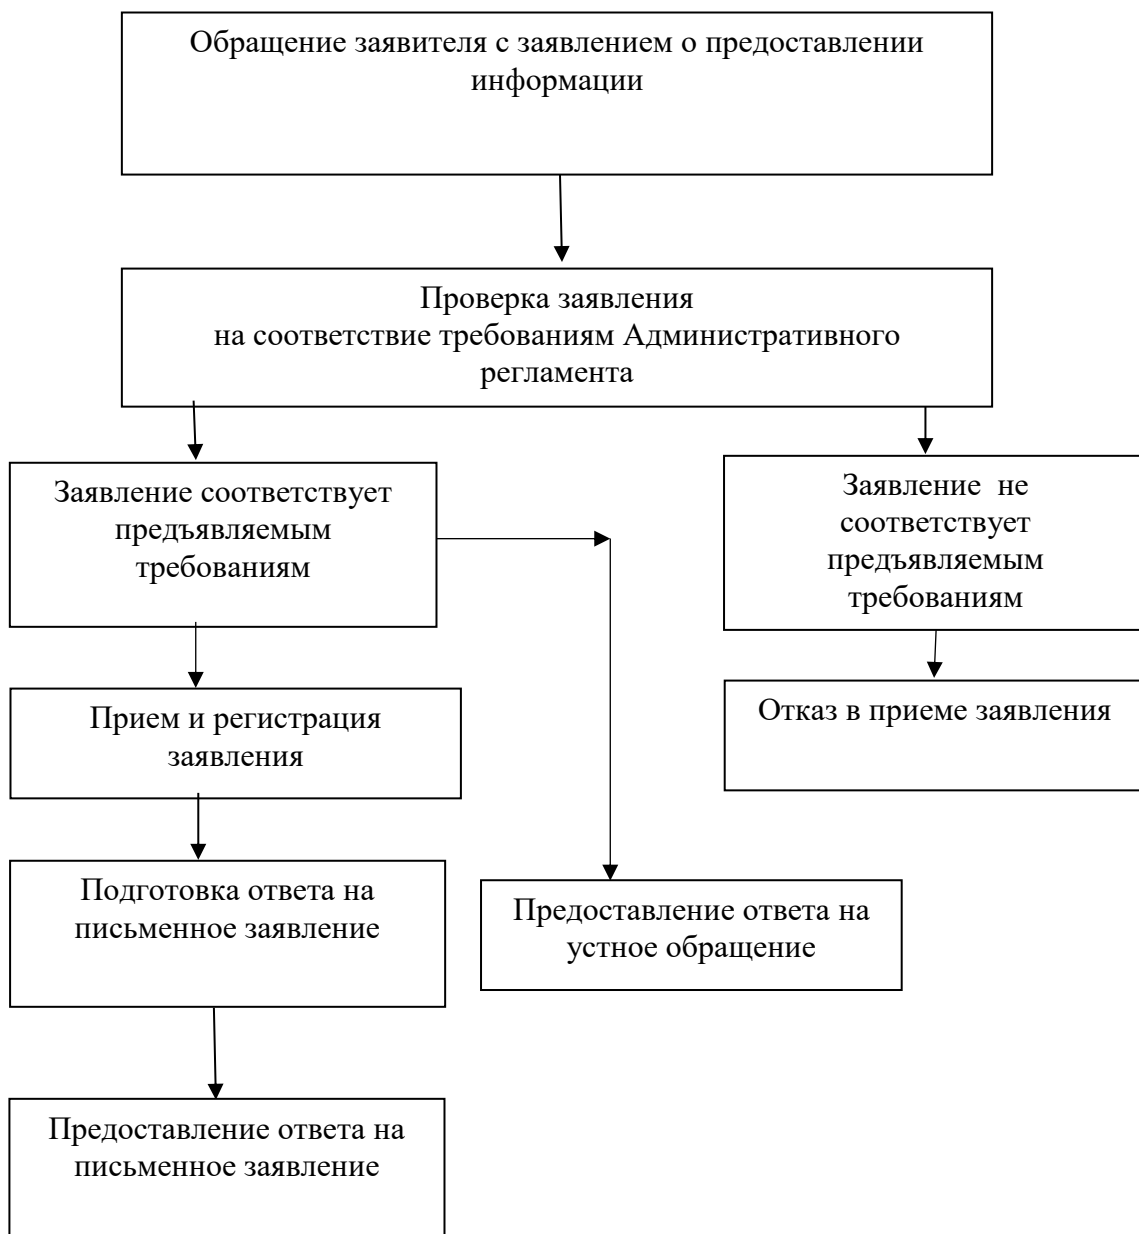 Обращение заявителя с заявлением о предоставлении
информации
Проверка заявления
на соответствие требованиям Административного
регламента
Заявление соответствует
предъявляемым
требованиям
Заявление  не
соответствует
предъявляемым
требованиям
Прием и регистрация
заявления
Отказ в приеме заявления
Подготовка ответа на
письменное заявление
Предоставление ответа на
устное обращение
Предоставление ответа на
письменное заявление